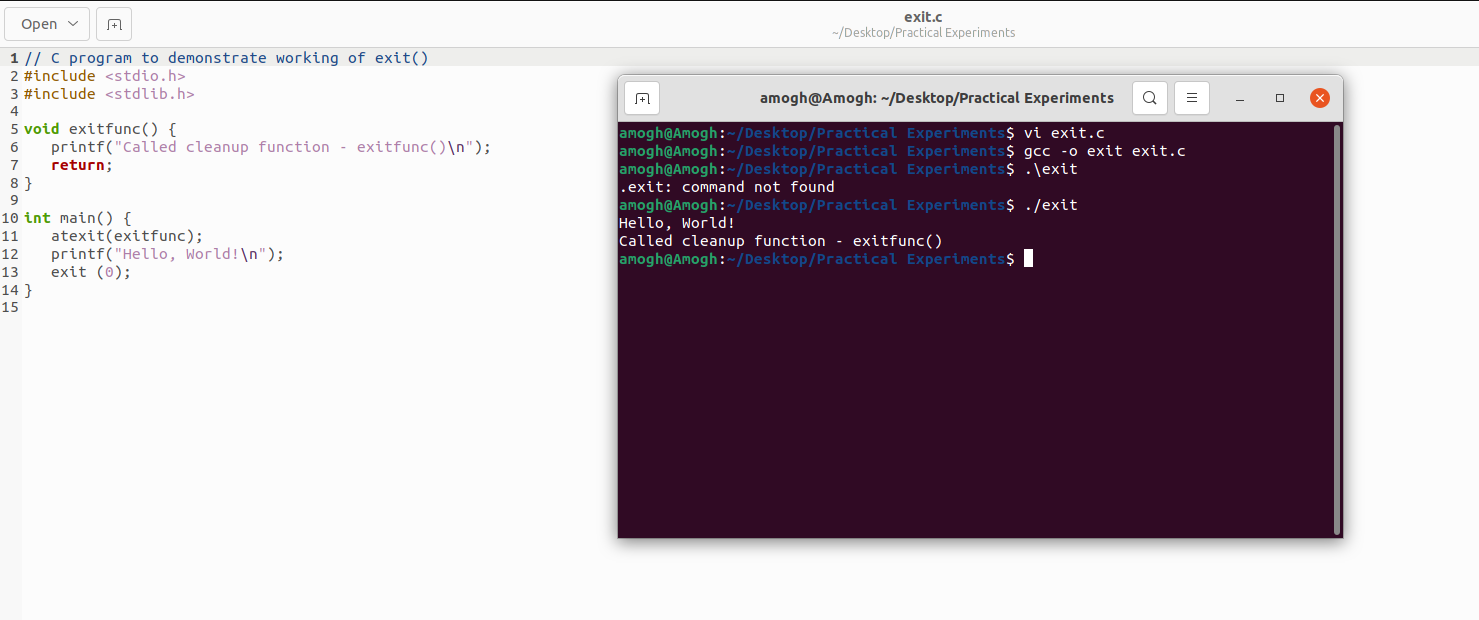 Open
exit.c
~/Desktop/Practical Experiments
1 // C program to demonstrate working of exit()
2 #include <stdio.h>
3 #include <stdlib.h>
4
5 void exitfunc() {
6    printf("Called cleanup function - exitfunc()\n");
7    return;
8 }
9
10 int main() {
11    atexit(exitfunc);
12    printf("Hello, World!\n");
13    exit (0);
14 }
15
amogh@Amogh: ~/Desktop/Practical Experiments
amogh@Amogh:~/Desktop/Practical Experiments$ vi exit.c
amogh@Amogh:~/Desktop/Practical Experiments$ gcc -o exit exit.c
amogh@Amogh:~/Desktop/Practical Experiments$ .\exit
.exit: command not found
amogh@Amogh:~/Desktop/Practical Experiments$ ./exit
Hello, World!
Called cleanup function - exitfunc()
amogh@Amogh:~/Desktop/Practical Experiments$